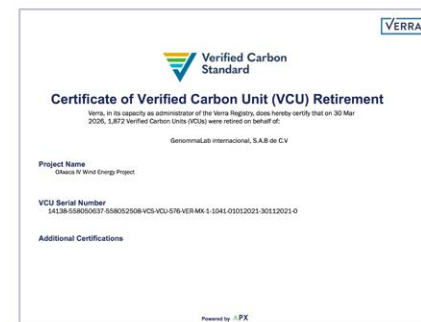 VERRA
Verified Carbon
Standard
Certificate of Verified Carbon Unit (VCU) Retirement
Verra, in its capacity as administrator of the Verra Registry, does hereby certify that on 30 Mar
2026, 1,872 Verified Carbon Units (VCUs) were retired on behalf of:
GenommaLab internacional, S.A.B de C.V
Project Name
OAxaca IV Wind Energy Project
VCU Serial Number
14138-558050637-558052508-VCS-VCU-576-VER-MX-1-1041-01012021-30112021-0
Additional Certifications
Powered by APX